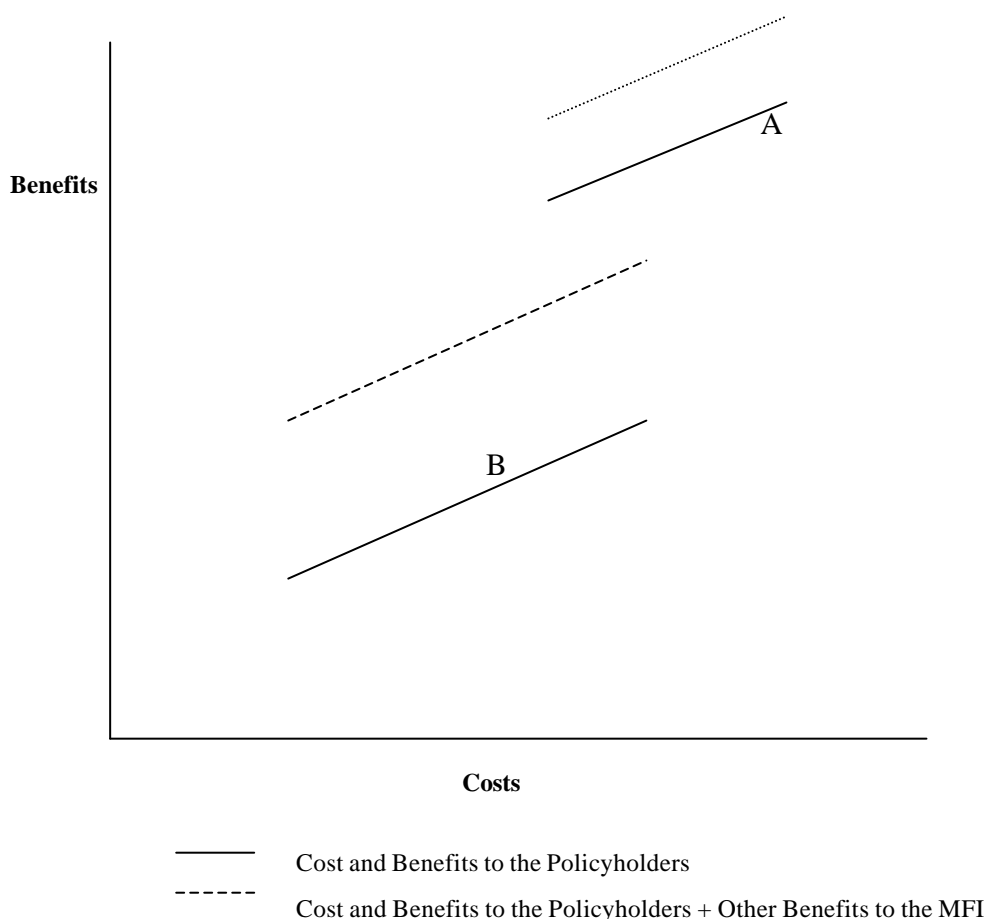 A
Benefits
B
Costs
Cost and Benefits to the Policyholders
Cost and Benefits to the Policyholders + Other Benefits to the MFI